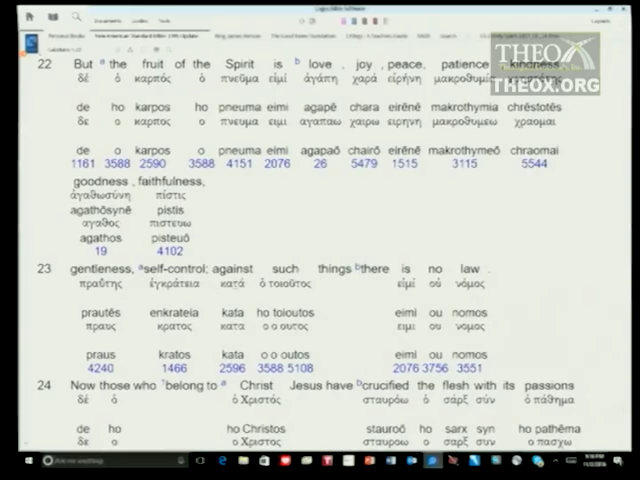 Logos Bible Software
Documents Guides Tools Layouts
THEOX
THEOX.ORG
22 But a the fruit of the Spirit is b love , joy , peace, patience kindness
δέ ὁ καρπός ὁ πνεῦμα εἰμί ἀγάπη χαρά εἰρήνη
de ho karpos ho pneuma eimi agapē chara eirēnē makrothymia chrēstotēs
δε ο καρπος ο πνευμα ειμι αγαπαω χαιρω ειρηνη μακροθυμεω χραομαι
de o karpos o pneuma eimi agapaō chairō eirēnē makrothymeō chraomai
1161 3588 2590 3588 4151 2076 26 5479 1515 3115 5544
goodness , faithfulness,
ἀγαθωσύνη πίστις
agathōsynē pistis
αγαθος πιστευω
agathos pisteuō
19 4102
23 gentleness, a self-control; against such things b there is no law .
πραΰτης ἐγκράτεια κατά ὁ τοιοῦτος εἰμί οὐ νόμος
prautēs enkrateia kata ho toioutos eimi ou nomos
πραυς κρατος κατα ο ο ουτος ειμι ου νομος
praus kratos kata o o outos eimi ou nomos
4240 1466 2596 3588 5108 2076 3756 3551
24 Now those who belong to a Christ Jesus have b crucified the flesh with its passions
δέ ὁ ὁ Χριστός σταυρόω ὁ σάρξ σύν ὁ πάθημα
de ho ho Christos stauroō ho sarx syn ho pathēma
δε ο ο Χριστος σταυροω ο σαρξ συν ο πασχω